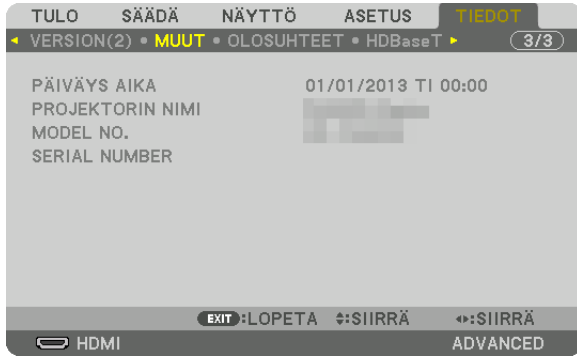 TULO SÄÄDÄ NÄYTTÖ ASETUS TIEDOT
VERSION(2) • MUUT • OLOSUHTEET • HDBaseT 3/3
PÄIVÄYS AIKA 01/01/2013 TI 00:00
PROJEKTORIN NIMI
MODEL NO.
SERIAL NUMBER
EXIT :LOPETA :SIIRRÄ :SIIRRÄ
HDMI ADVANCED